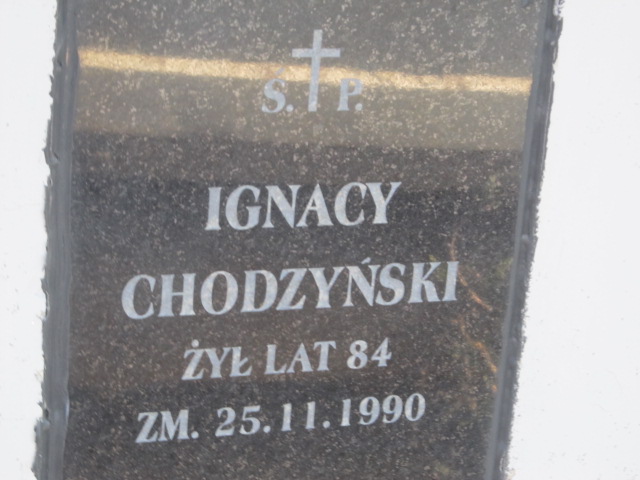 Ś. P.
IGNACY
CHODZYŃSKI
ŻYŁ LAT 84
ZM. 25.11.1990